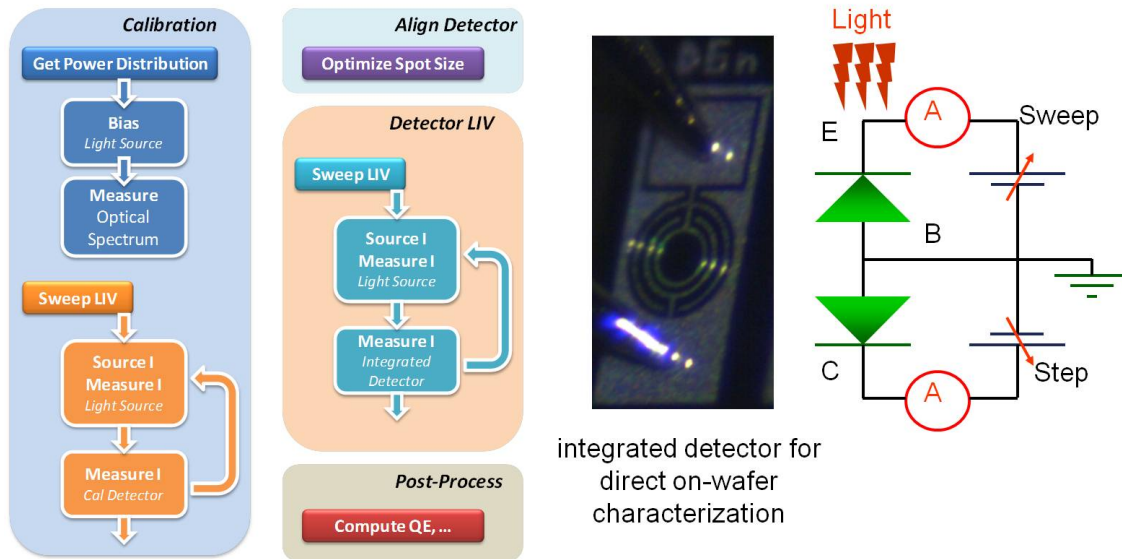 Calibration
Get Power Distribution
Bias
Light Source
Measure
Optical
Spectrum
Sweep LIV
Source I
Measure I
Light Source
Measure I
Cal Detector
Align Detector
Optimize Spot Size
Detector LIV
Sweep LIV
Source I
Measure I
Light Source
Measure I
Integrated
Detector
Post-Process
Compute QE, ...
integrated detector for
direct on-wafer
characterization
Light
A
Sweep
E
B
C
Step
A